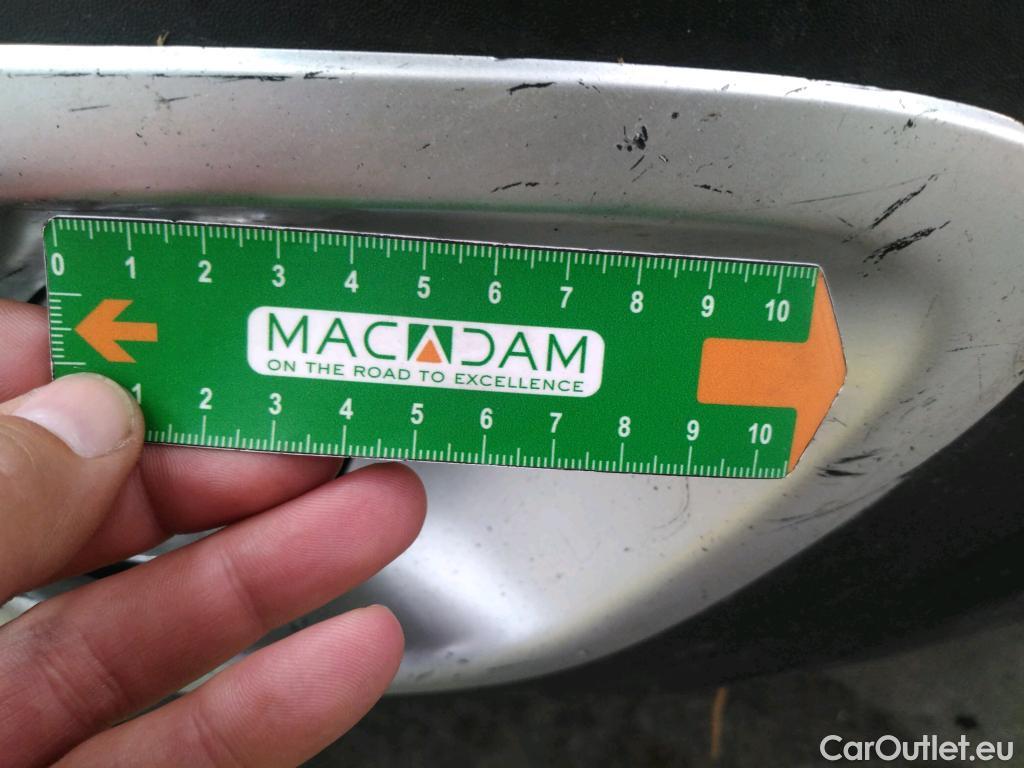 0 1 2 3 4 5 6 7 8 9 10
MACADAM
ON THE ROAD TO EXCELLENCE
1 2 3 4 5 6 7 8 9 10
CarOutlet.eu